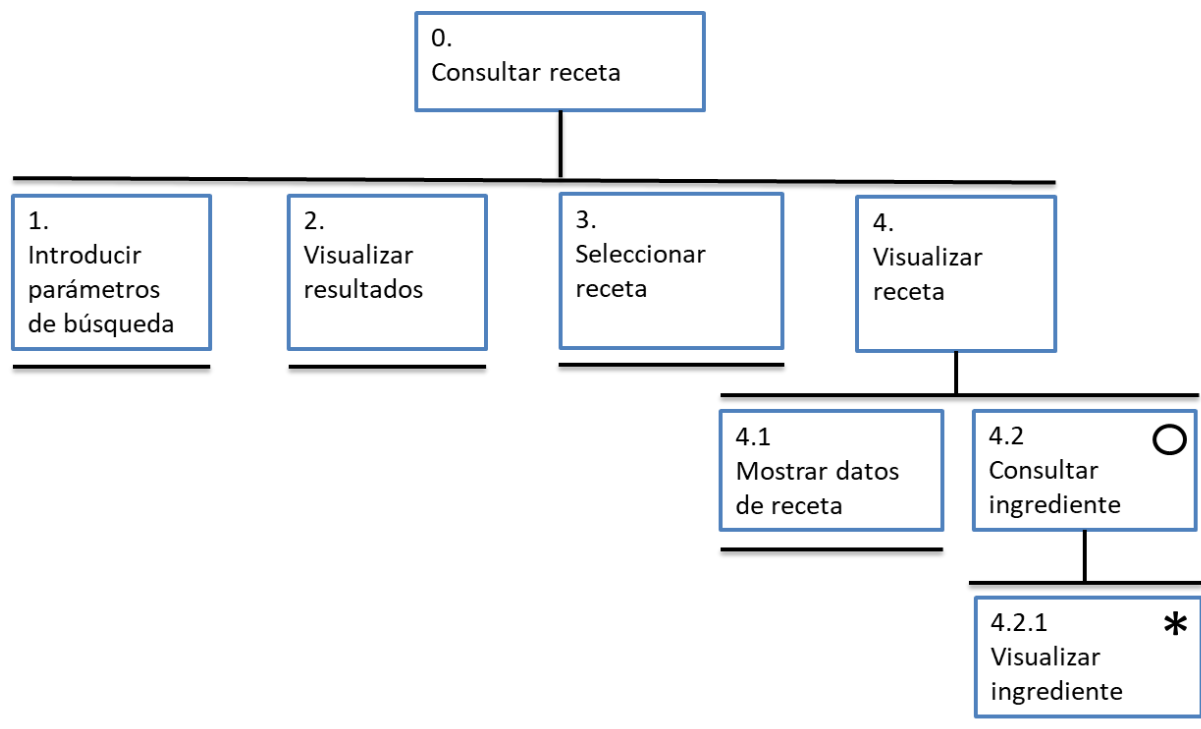 0.
Consultar receta
1.
Introducir
parámetros
de búsqueda
2.
Visualizar
resultados
3.
Seleccionar
receta
4.
Visualizar
receta
4.1
Mostrar datos
de receta
4.2
Consultar
ingrediente
4.2.1
*
Visualizar
ingrediente